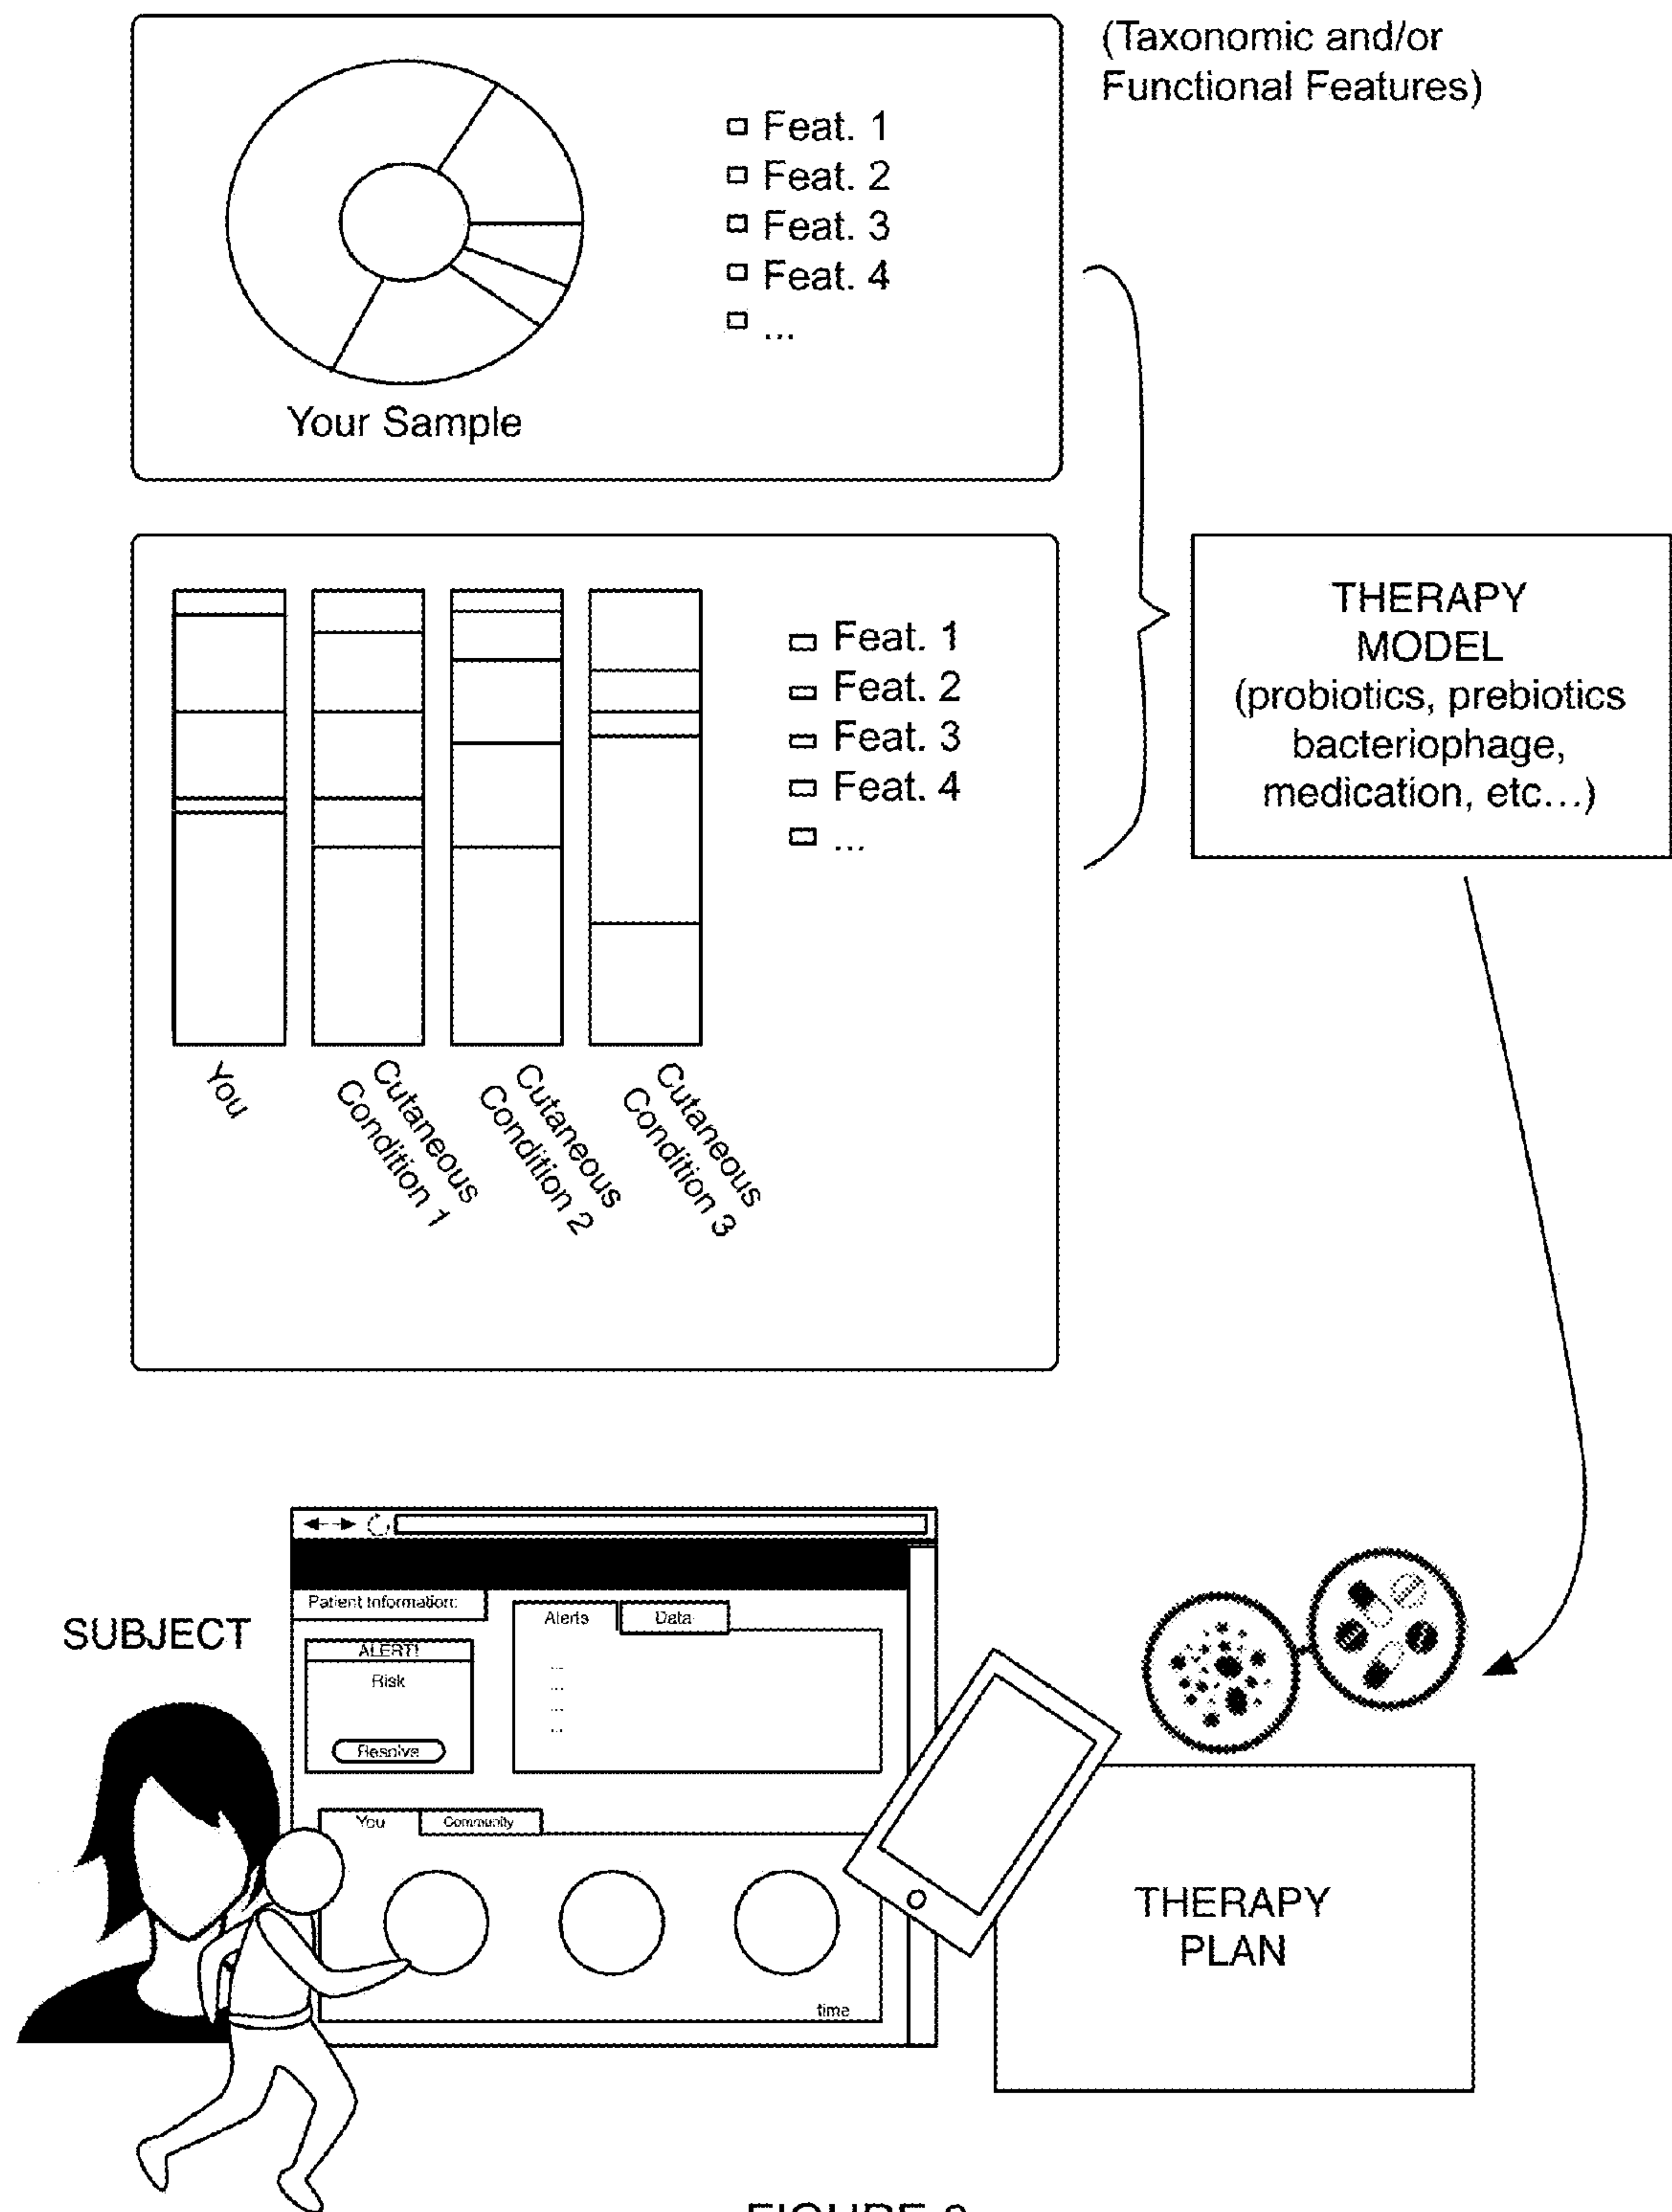 (Taxonomic and/or
Functional Features)
Feat. 1
Feat. 2
Feat. 3
Feat. 4
...
Your Sample
Feat. 1
Feat. 2
Feat. 3
Feat. 4
...
You
Cutaneous
Condition 1
Cutaneous
Condition 2
Cutaneous
Condition 3
THERAPY
MODEL
(probiotics, prebiotics
bacteriophage,
medication, etc...)
SUBJECT
Patient Information:
ALERT!
Risk
Resolve
Alerts
Data
...
...
...
...
You
Community
time
THERAPY
PLAN
FIGURE